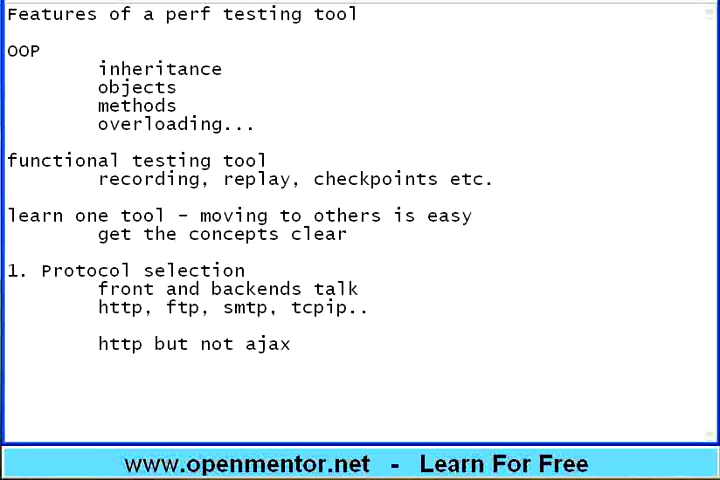 Features of a perf testing tool
OOP
inheritance
objects
methods
overloading...
functional testing tool
recording, replay, checkpoints etc.
learn one tool - moving to others is easy
get the concepts clear
1. Protocol selection
front and backends talk
http, ftp, smtp, tcpip..
http but not ajax
www.openmentor.net - Learn For Free